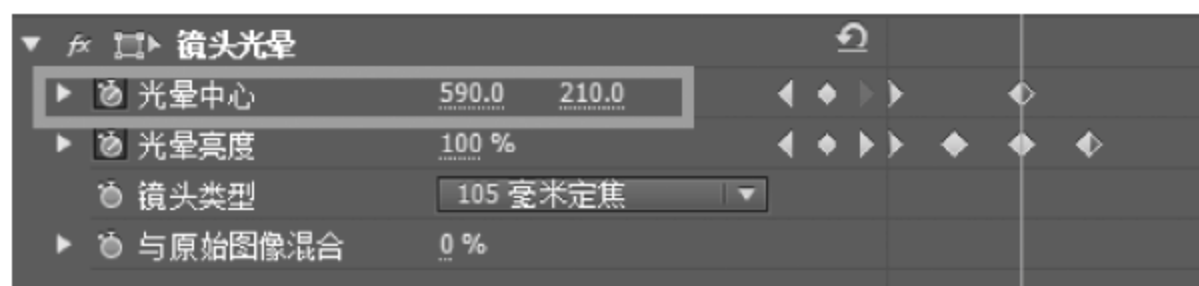 fx 镜头光晕
光晕中心 590.0 210.0
光晕亮度 100 %
镜头类型 105 毫米定焦
与原始图像混合 0 %